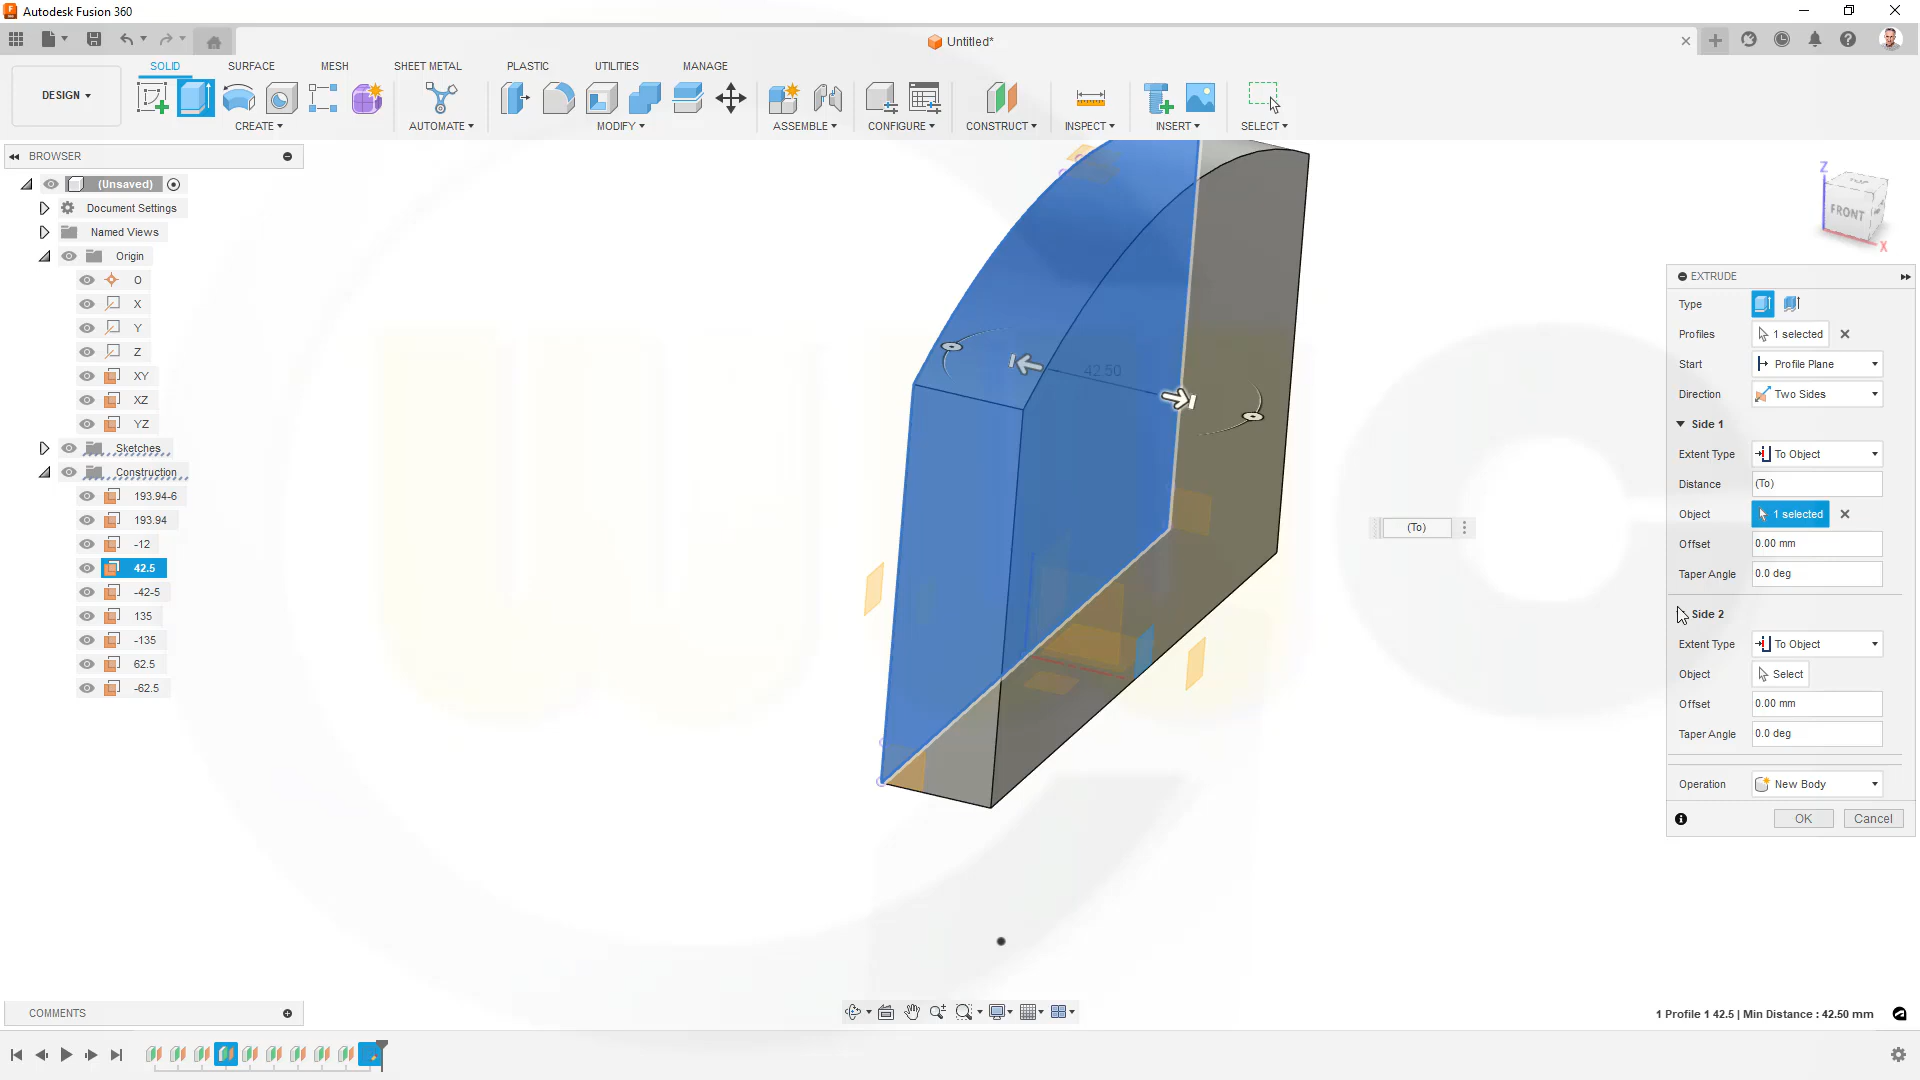 Autodesk Fusion 360
Untitled*
DESIGN
SOLID
SURFACE
MESH
SHEET METAL
PLASTIC
UTILITIES
MANAGE
CREATE
AUTOMATE
MODIFY
ASSEMBLE
CONFIGURE
CONSTRUCT
INSPECT
INSERT
SELECT
BROWSER
(Unsaved)
Document Settings
Named Views
Origin
O
X
Y
Z
XY
XZ
YZ
Sketches
Construction
193.94-6
193.94
-12
42.5
-42-5
135
-135
62.5
-62.5
42.50
(To)
Z
TOP
FRONT
X
EXTRUDE
Type
Profiles 1 selected
Start Profile Plane
Direction Two Sides
Side 1
Extent Type To Object
Distance (To)
Object 1 selected
Offset 0.00 mm
Taper Angle 0.0 deg
Side 2
Extent Type To Object
Object Select
Offset 0.00 mm
Taper Angle 0.0 deg
Operation New Body
OK Cancel
COMMENTS
1 Profile 1 42.5 | Min Distance : 42.50 mm